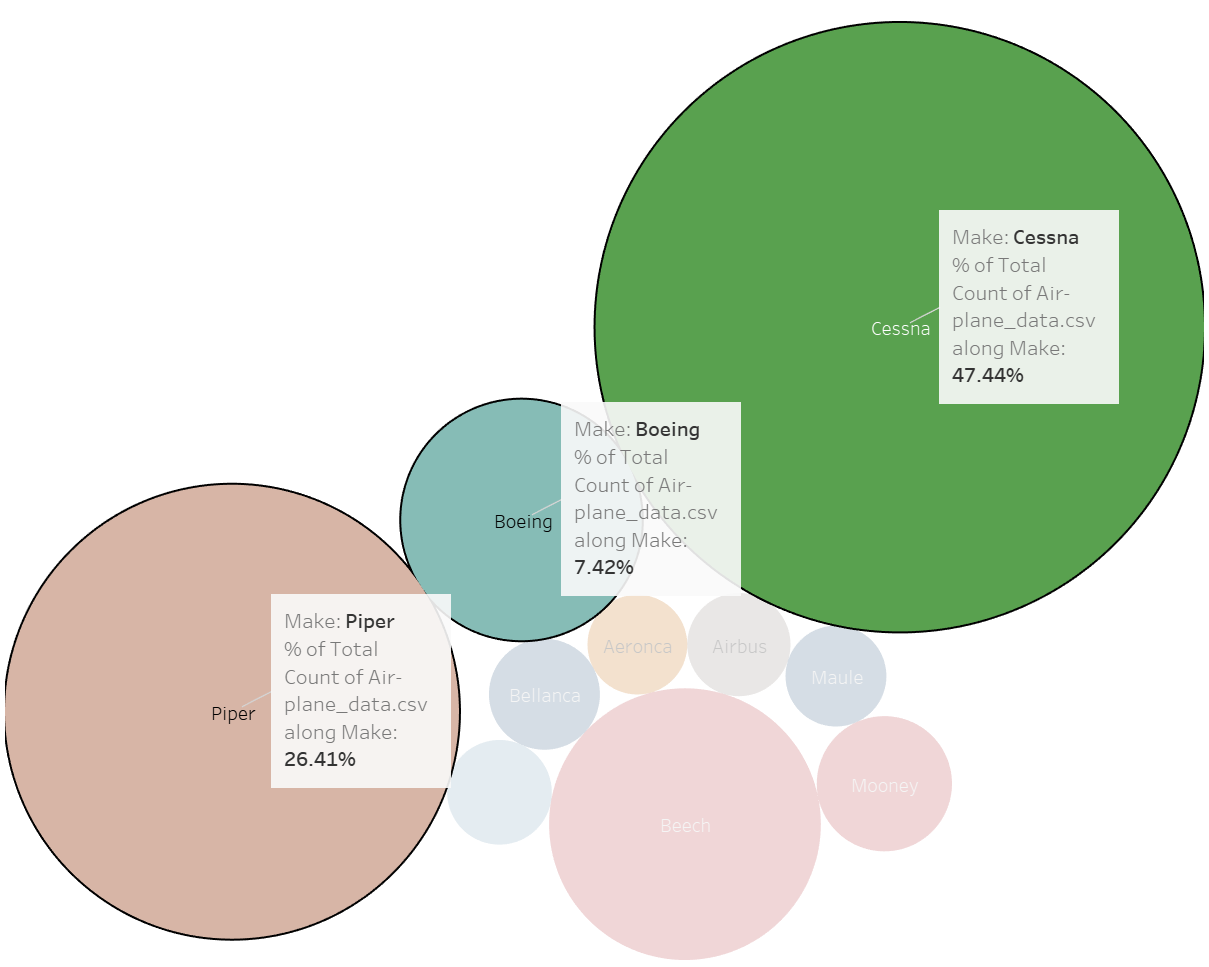 Make: Cessna
% of Total
Count of Air-
plane_data.csv
along Make:
47.44%
Cessna
Make: Boeing
% of Total
Count of Air-
plane_data.csv
along Make:
7.42%
Boeing
Make: Piper
% of Total
Count of Air-
plane_data.csv
along Make:
26.41%
Piper
Aeronca
Airbus
Maule
Bellanca
Mooney
Beech